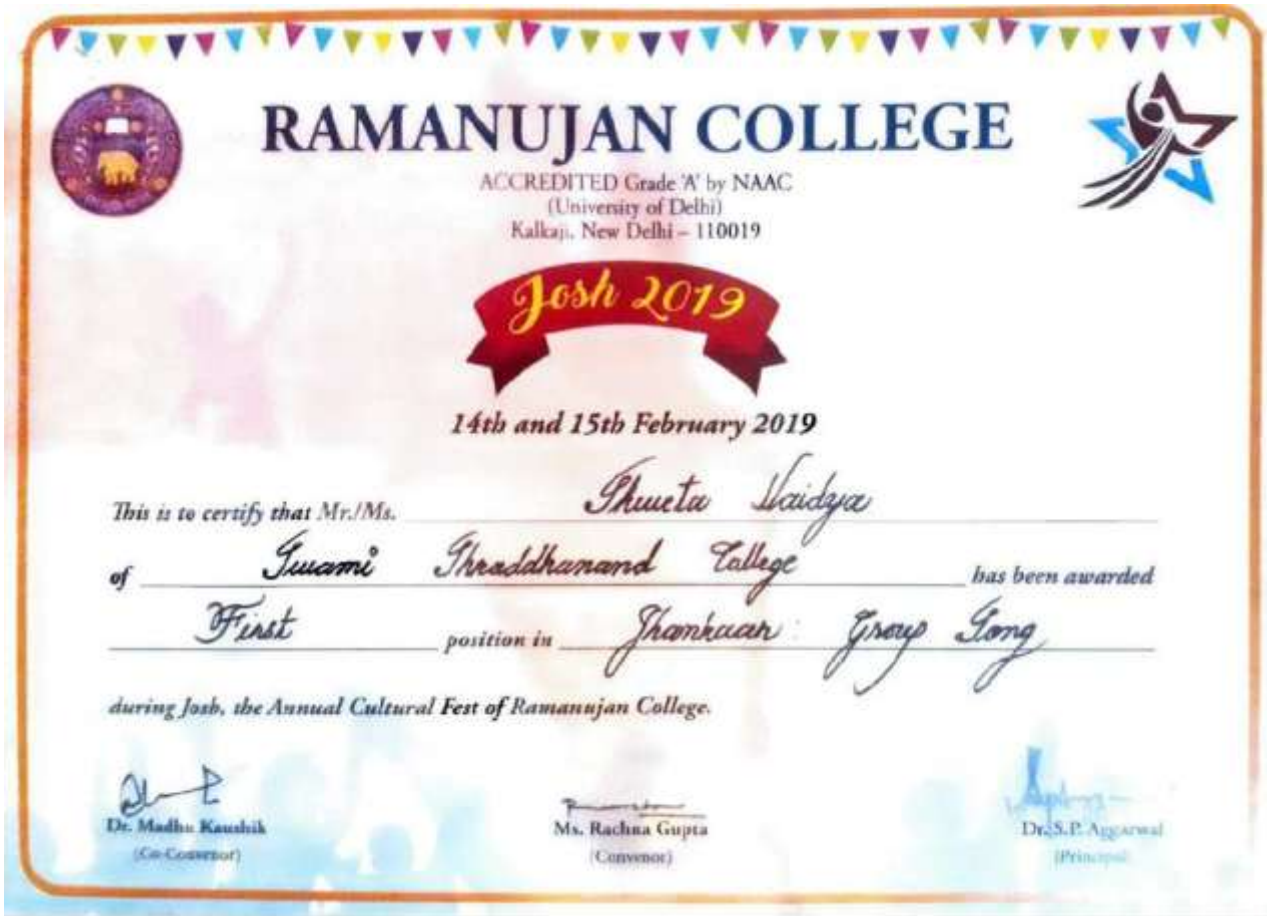 RAMANUJAN COLLEGE
ACCREDITED Grade 'A' by NAAC
(University of Delhi)
Kalkaji, New Delhi – 110019
Josh 2019
14th and 15th February 2019
This is to certify that Mr./Ms. Shweta Vaidya
of Swami Shraddhanand College has been awarded
First position in Jhankaar: Group Song
during Josh, the Annual Cultural Fest of Ramanujan College.
Dr. Madhu Kaushik Ms. Rachna Gupta Dr. S.P. Aggarwal
(Co-Convenor) (Convenor) (Principal)